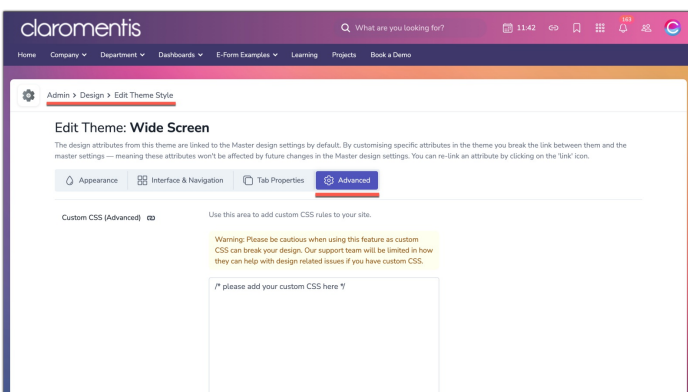 claromentis
What are you looking for?
11:42
163
Home Company Department Dashboards E-Form Examples Learning Projects Book a Demo
Admin > Design > Edit Theme Style
Edit Theme: Wide Screen
The design attributes from this theme are linked to the Master design settings by default. By customising specific attributes in the theme you break the link between them and the
master settings — meaning these attributes won't be affected by future changes in the Master design settings. You can re-link an attribute by clicking on the 'link' icon.
Appearance Interface & Navigation Tab Properties Advanced
Custom CSS (Advanced)
Use this area to add custom CSS rules to your site.
Warning: Please be cautious when using this feature as custom
CSS can break your design. Our support team will be limited in how
they can help with design related issues if you have custom CSS.
/* please add your custom CSS here */